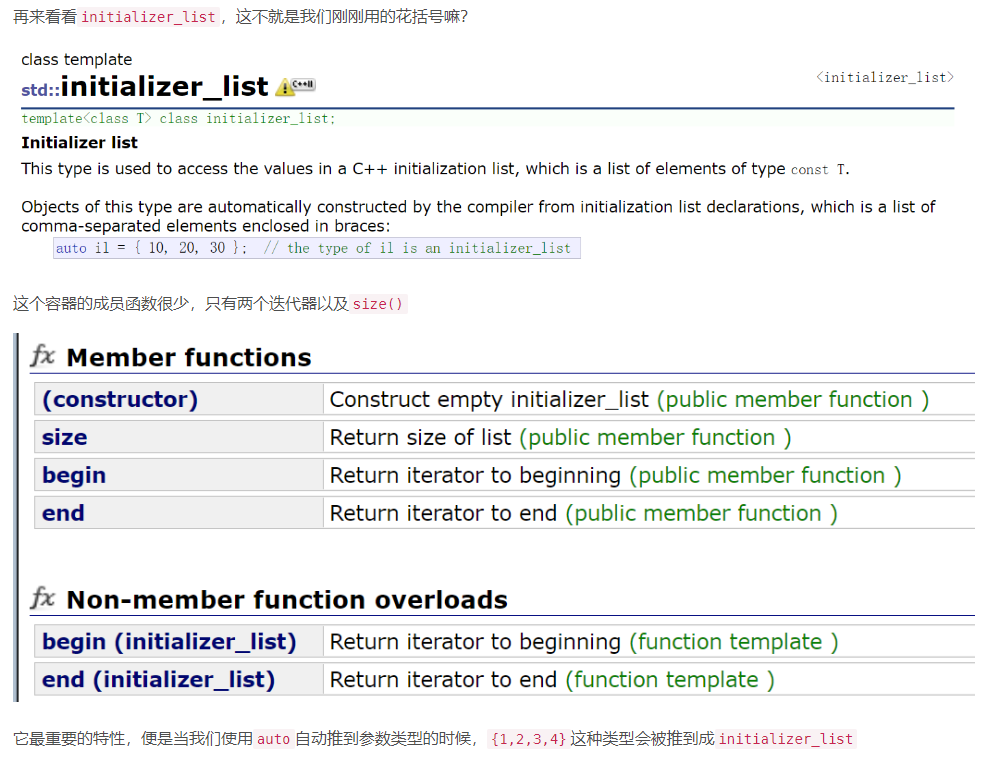 再来看看 initializer_list，这不就是我们刚刚用的花括号嘛？
class template
std::initializer_list C++11
<initializer_list>
template<class T> class initializer_list;
Initializer list
This type is used to access the values in a C++ initialization list, which is a list of elements of type const T.
Objects of this type are automatically constructed by the compiler from initialization list declarations, which is a list of
comma-separated elements enclosed in braces:
auto il = { 10, 20, 30 };  // the type of il is an initializer_list
这个容器的成员函数很少，只有两个迭代器以及 size()
fx Member functions
(constructor) Construct empty initializer_list (public member function )
size Return size of list (public member function )
begin Return iterator to beginning (public member function )
end Return iterator to end (public member function )
fx Non-member function overloads
begin (initializer_list) Return iterator to beginning (function template )
end (initializer_list) Return iterator to end (function template )
它最重要的特性，便是当我们使用 auto 自动推到参数类型的时候， {1,2,3,4} 这种类型会被推到成 initializer_list